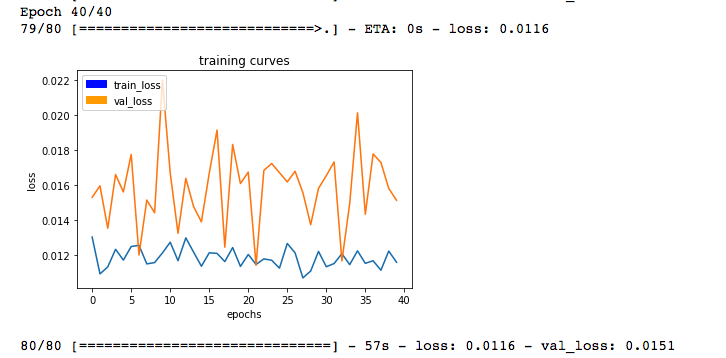 Epoch 40/40
79/80 [============================>.] - ETA: 0s - loss: 0.0116
training curves
train_loss
val_loss
0.022
0.020
0.018
0.016
0.014
0.012
loss
0 5 10 15 20 25 30 35 40
epochs
80/80 [==============================] - 57s - loss: 0.0116 - val_loss: 0.0151